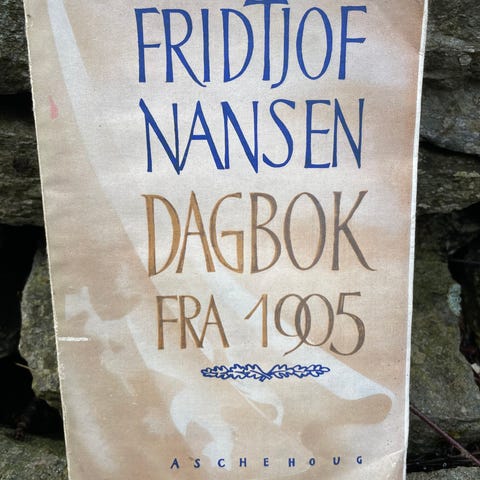 FRIDTJOF
NANSEN
DAGBOK
FRA 1905
ASCHEHOUG